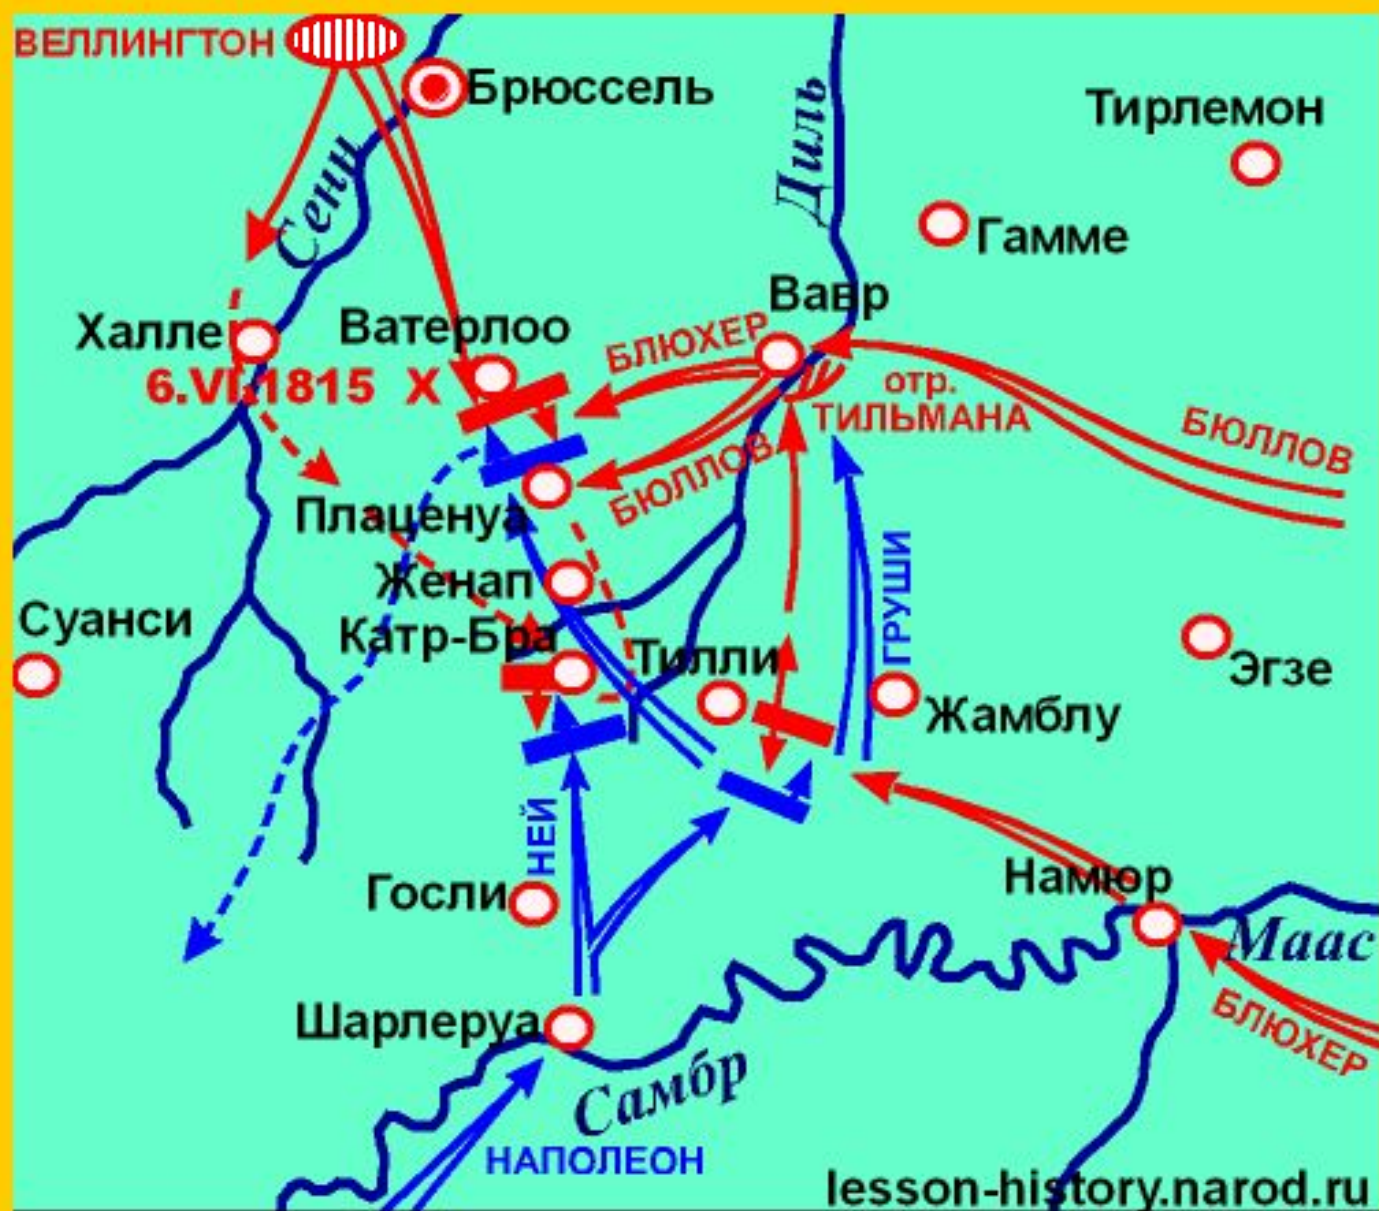 ВЕЛЛИНГТОН
Брюссель
Тирлемон
Сенн
Диль
Гамме
Вавр
Халле
Ватерлоо
БЛЮХЕР
6.VI.1815 X
отр.
ТИЛЬМАНА
БЮЛЛОВ
БЮЛЛОВ
Плаценуа
Женап
ГРУШИ
Суанси
Катр-Бра
Тилли
Эгзе
Жамблу
НЕЙ
Госли
Намюр
Маас
Шарлеруа
БЛЮХЕР
Самбр
НАПОЛЕОН
lesson-history.narod.ru